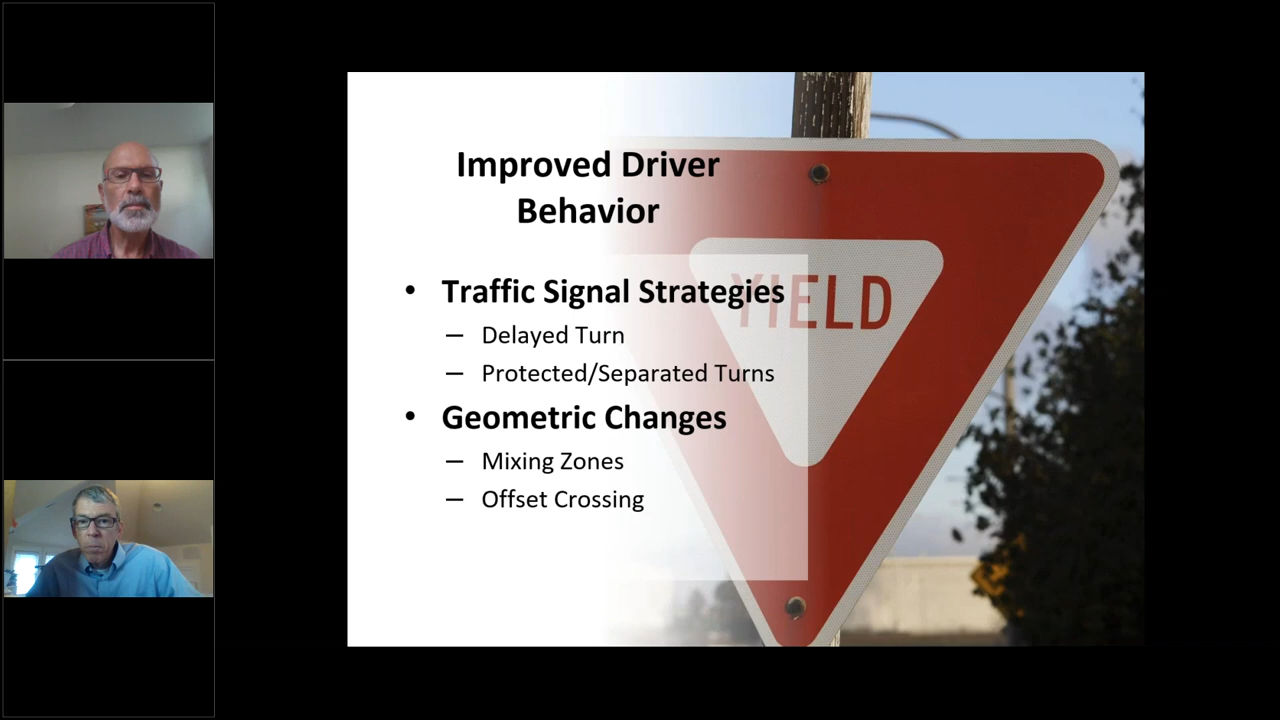 Improved Driver
Behavior
• Traffic Signal Strategies
– Delayed Turn
– Protected/Separated Turns
• Geometric Changes
– Mixing Zones
– Offset Crossing
YIELD